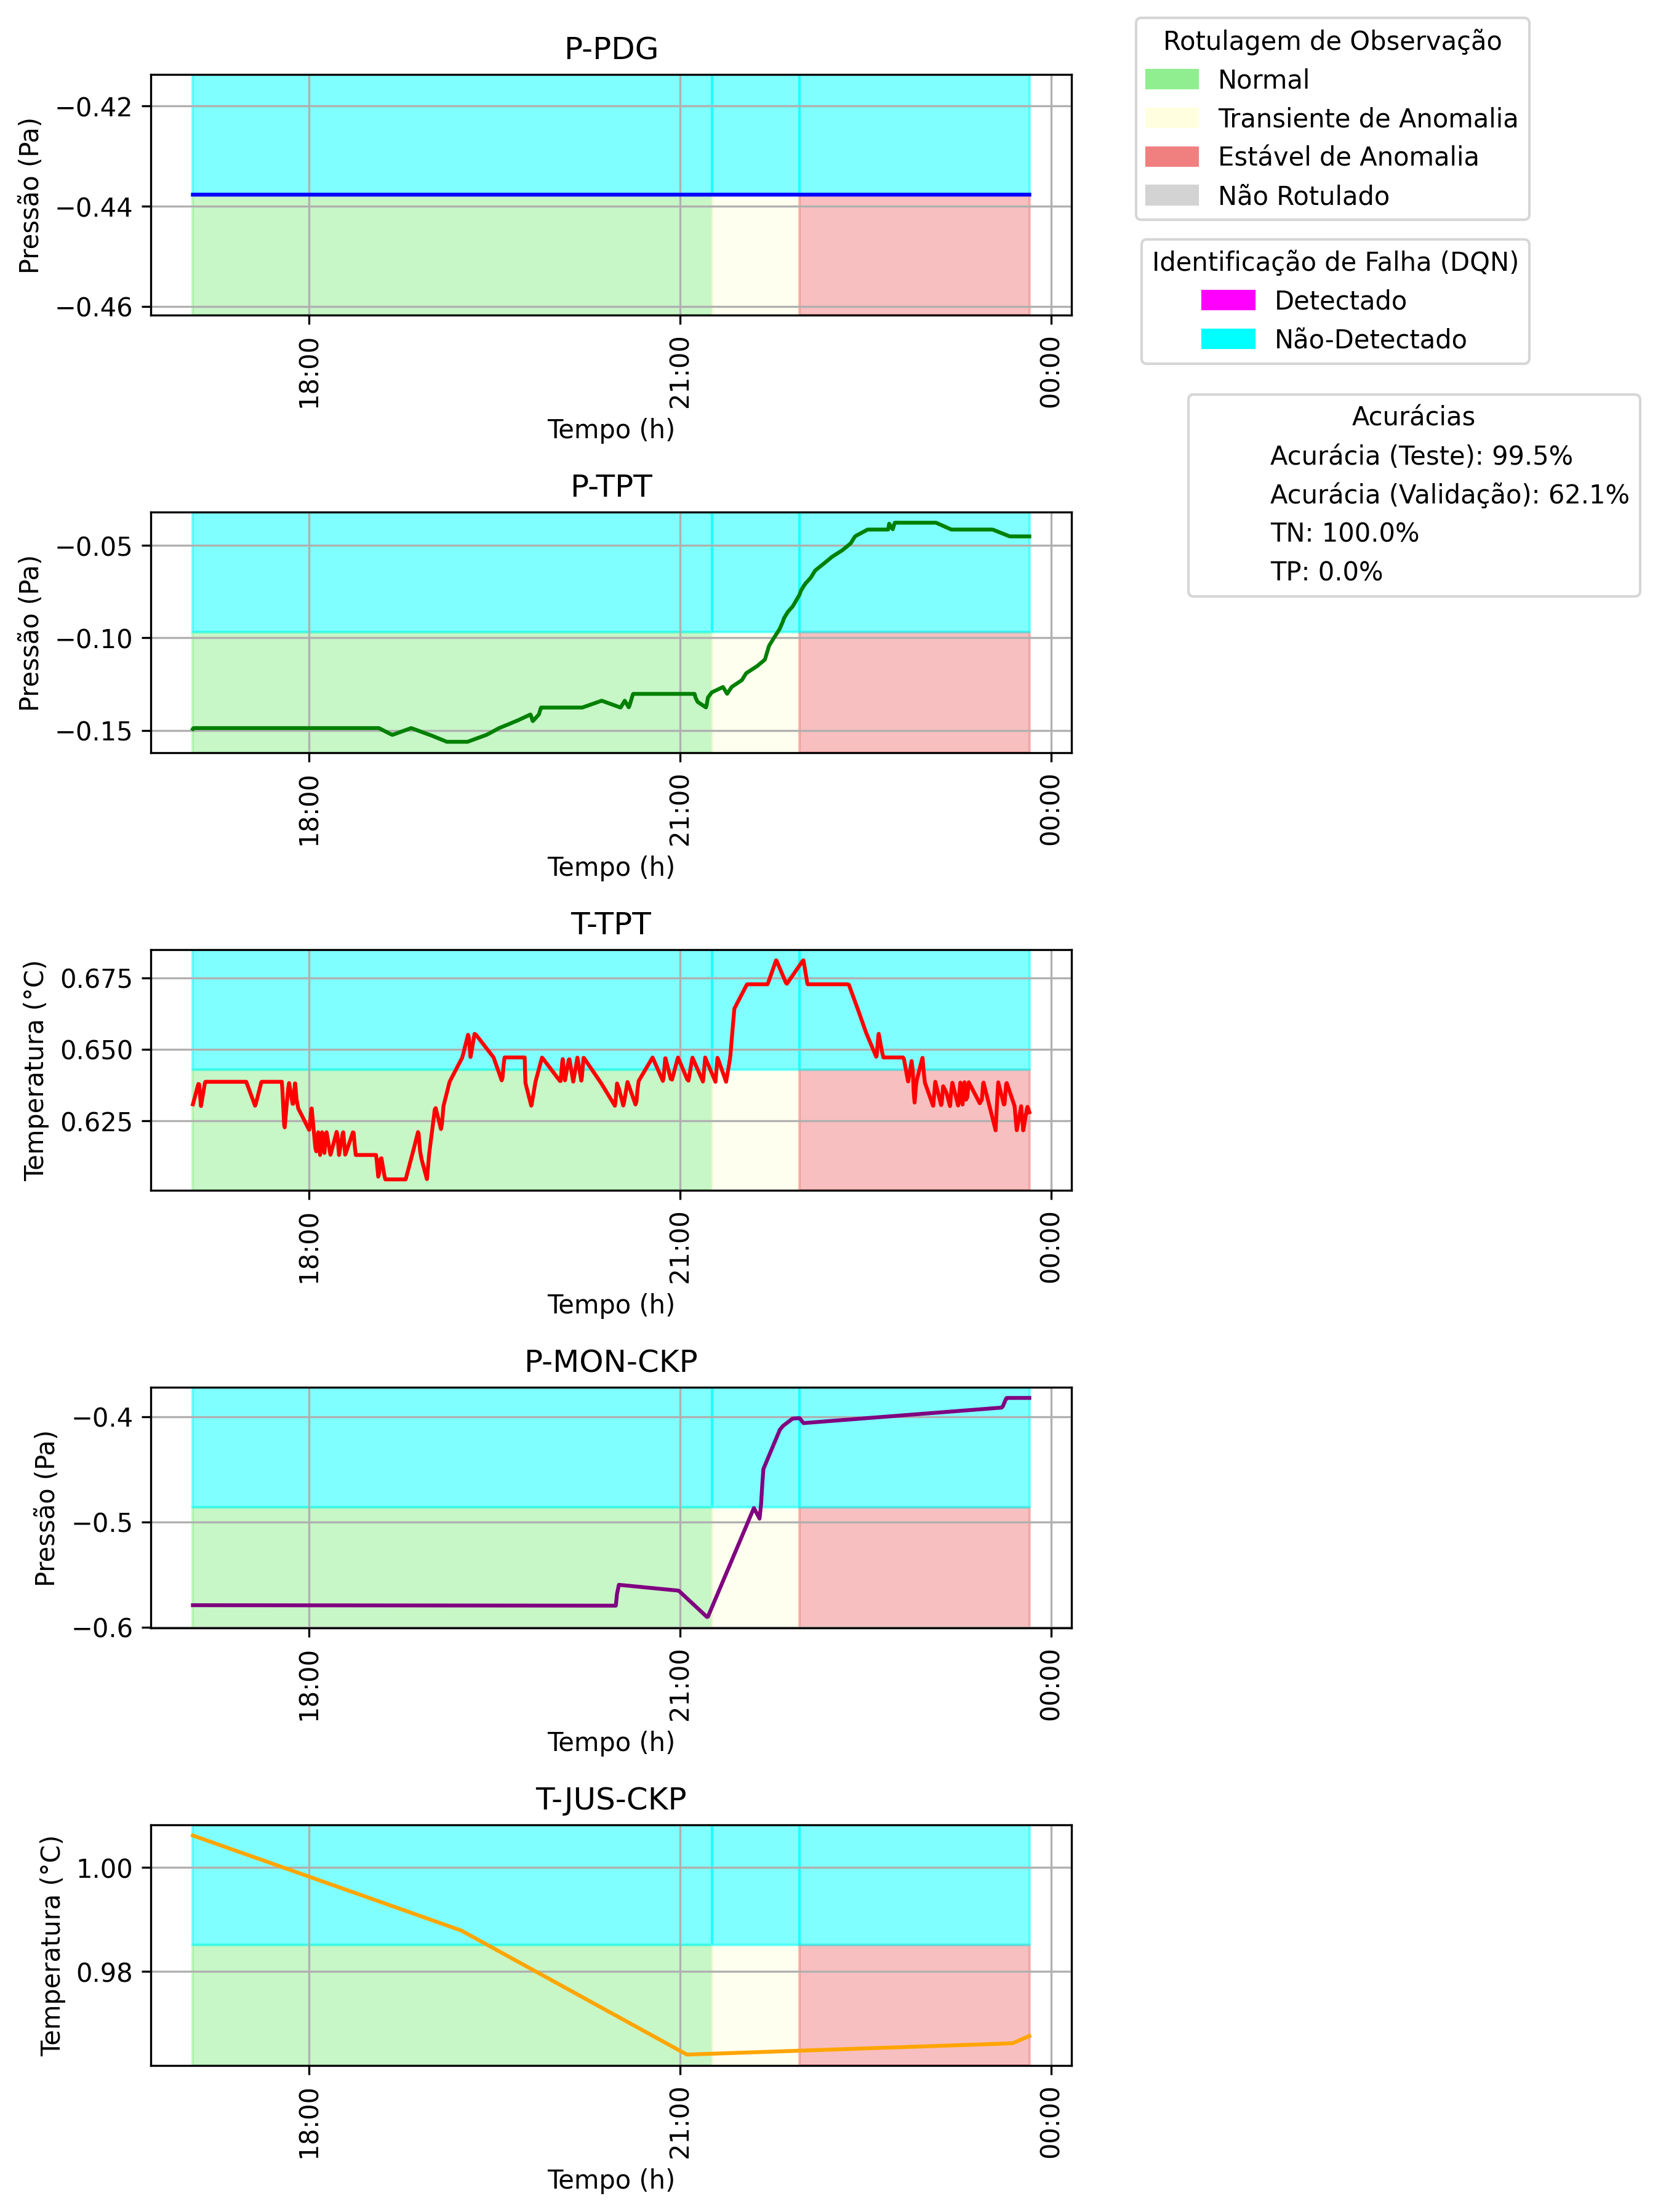 P-PDG
−0.42
−0.44
−0.46
Pressão (Pa)
18:00
21:00
00:00
Tempo (h)
Rotulagem de Observação
Normal
Transiente de Anomalia
Estável de Anomalia
Não Rotulado
Identificação de Falha (DQN)
Detectado
Não-Detectado
Acurácias
Acurácia (Teste): 99.5%
Acurácia (Validação): 62.1%
TN: 100.0%
TP: 0.0%
P-TPT
−0.05
−0.10
−0.15
Pressão (Pa)
18:00
21:00
00:00
Tempo (h)
T-TPT
0.675
0.650
0.625
Temperatura (°C)
18:00
21:00
00:00
Tempo (h)
P-MON-CKP
−0.4
−0.5
−0.6
Pressão (Pa)
18:00
21:00
00:00
Tempo (h)
T-JUS-CKP
1.00
0.98
Temperatura (°C)
18:00
21:00
00:00
Tempo (h)